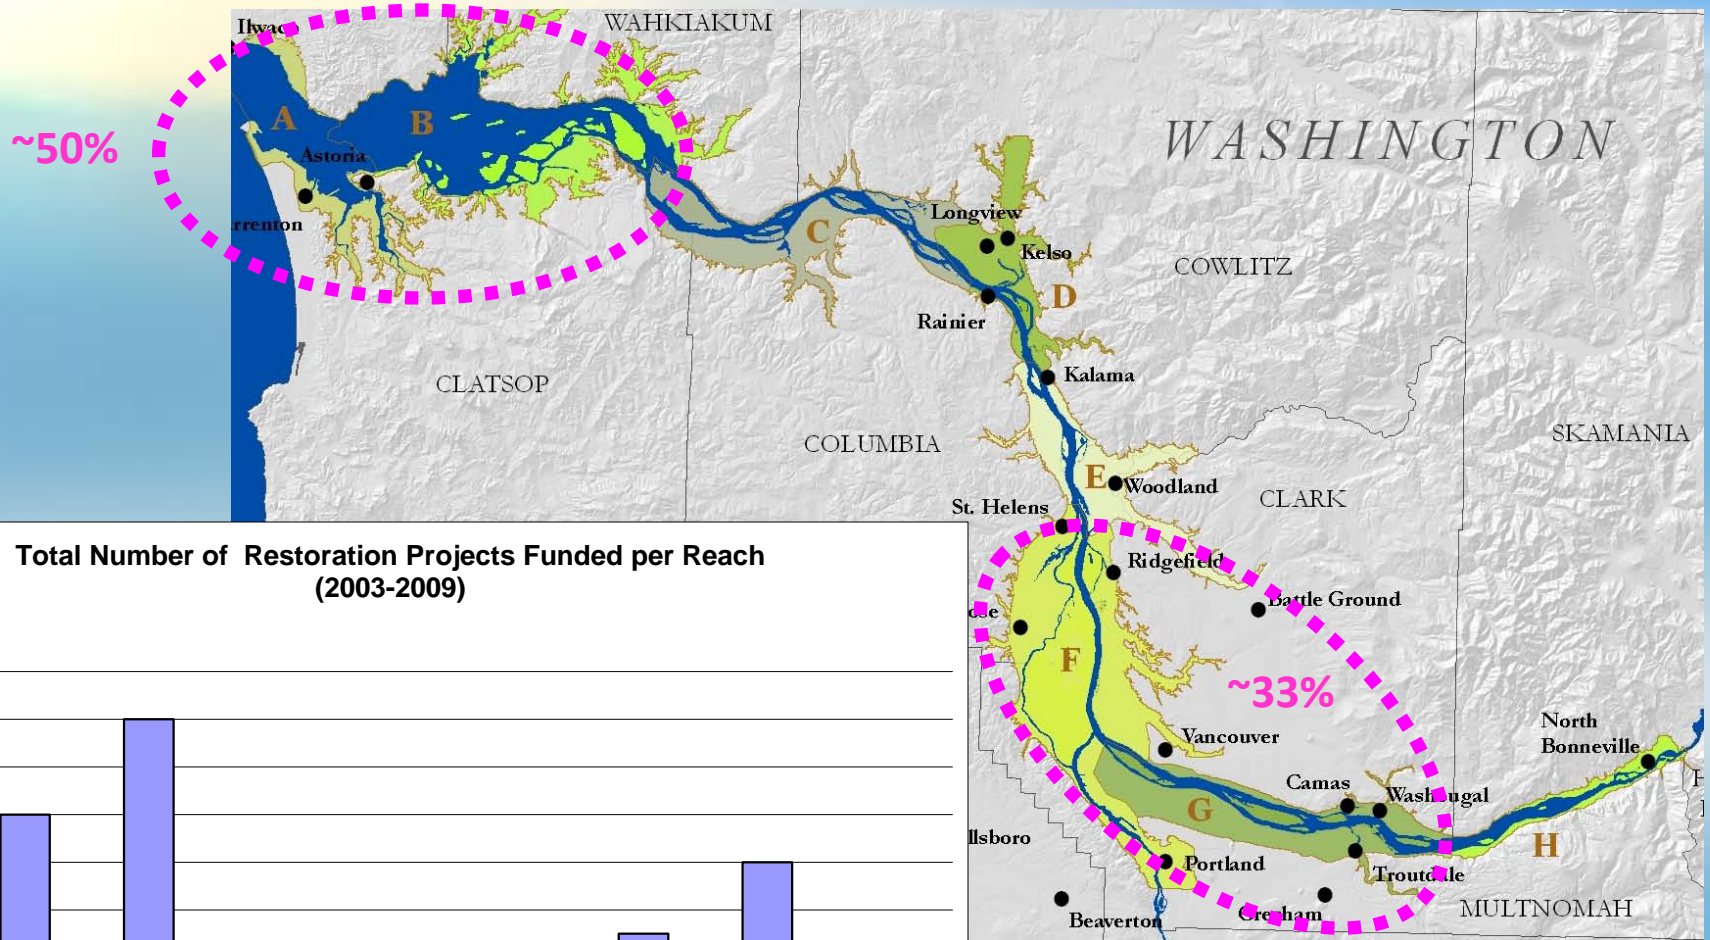 Ilwac
WAHKIAKUM
~50%
A
B
WASHINGTON
Astoria
rrenton
Longview
C
Kelso
COWLITZ
D
Rainier
Kalama
CLATSOP
COLUMBIA
SKAMANIA
E
Woodland
St. Helens
CLARK
Total Number of Restoration Projects Funded per Reach
(2003-2009)
Ridgefield
Battle Ground
ose
F
~33%
North
Bonneville
Vancouver
Camas
Washougal
G
llsboro
H
Portland
Troutdale
Gresham
MULTNOMAH
Beaverton